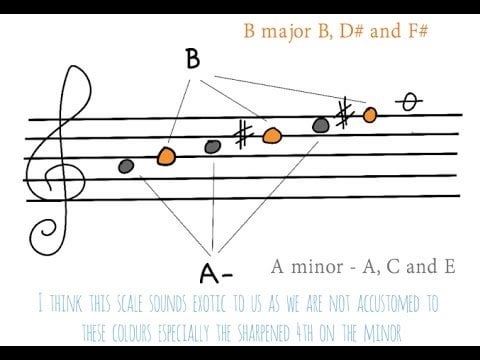 B major B, D# and F#
B
# #
A-
A minor - A, C and E
I THINK THIS SCALE SOUNDS EXOTIC TO US AS WE ARE NOT ACCUSTOMED TO
THESE COLOURS ESPECIALLY THE SHARPENED 4TH ON THE MINOR